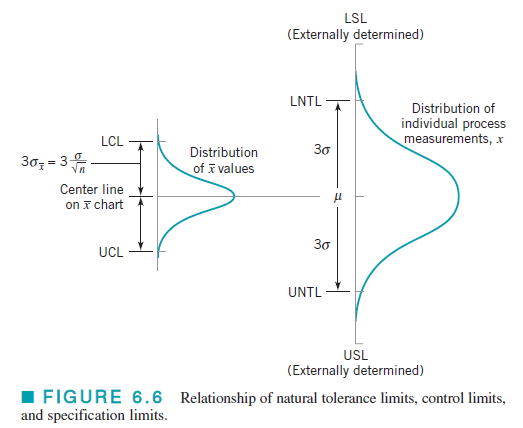 LSL
(Externally determined)
LNTL
Distribution of
individual process
measurements, x
LCL
3σx̄ = 3 σ/√n
Distribution
of x̄ values
3σ
Center line
on x̄ chart
μ
UCL
3σ
UNTL
USL
(Externally determined)
FIGURE 6.6 Relationship of natural tolerance limits, control limits,
and specification limits.